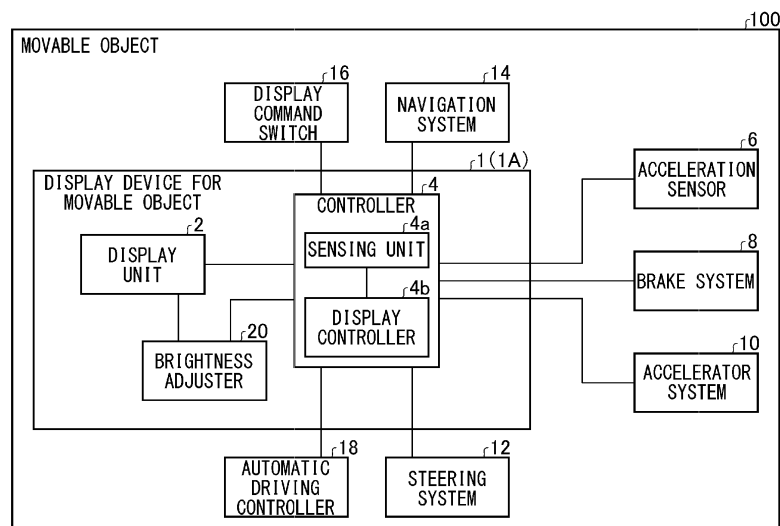 100
MOVABLE OBJECT
16
DISPLAY
COMMAND
SWITCH
14
NAVIGATION
SYSTEM
1(1A)
DISPLAY DEVICE FOR
MOVABLE OBJECT
4
CONTROLLER
4a
SENSING UNIT
4b
DISPLAY
CONTROLLER
2
DISPLAY
UNIT
20
BRIGHTNESS
ADJUSTER
6
ACCELERATION
SENSOR
8
BRAKE SYSTEM
10
ACCELERATOR
SYSTEM
18
AUTOMATIC
DRIVING
CONTROLLER
12
STEERING
SYSTEM